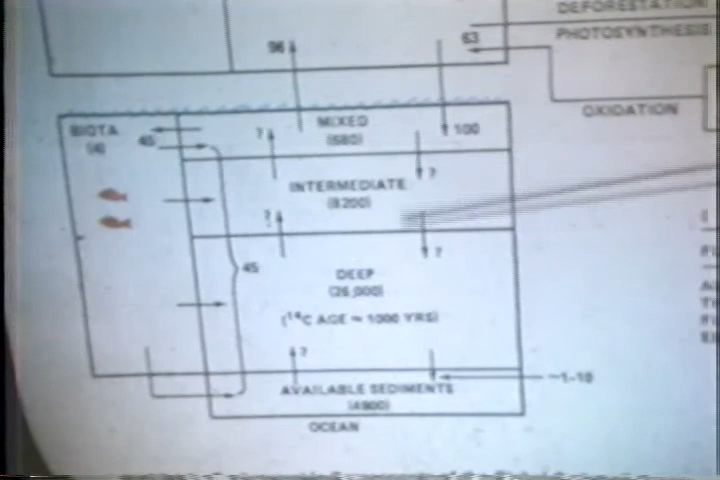 DEFORESTATION
96
63
PHOTOSYNTHESIS
OXIDATION
BIOTA
(4)
45
?
MIXED
(680)
100
?
INTERMEDIATE
(8200)
?
?
45
DEEP
(26,000)
(¹⁴C AGE ≈ 1000 YRS)
?
AVAILABLE SEDIMENTS
(4900)
~1-10
OCEAN